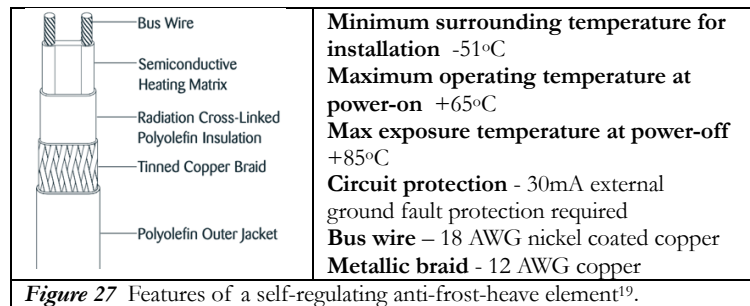 Bus Wire
Semiconductive
Heating Matrix
Radiation Cross-Linked
Polyolefin Insulation
Tinned Copper Braid
Polyolefin Outer Jacket
Minimum surrounding temperature for
installation -51°C
Maximum operating temperature at
power-on +65°C
Max exposure temperature at power-off
+85°C
Circuit protection - 30mA external
ground fault protection required
Bus wire – 18 AWG nickel coated copper
Metallic braid - 12 AWG copper
Figure 27 Features of a self-regulating anti-frost-heave element¹⁹.